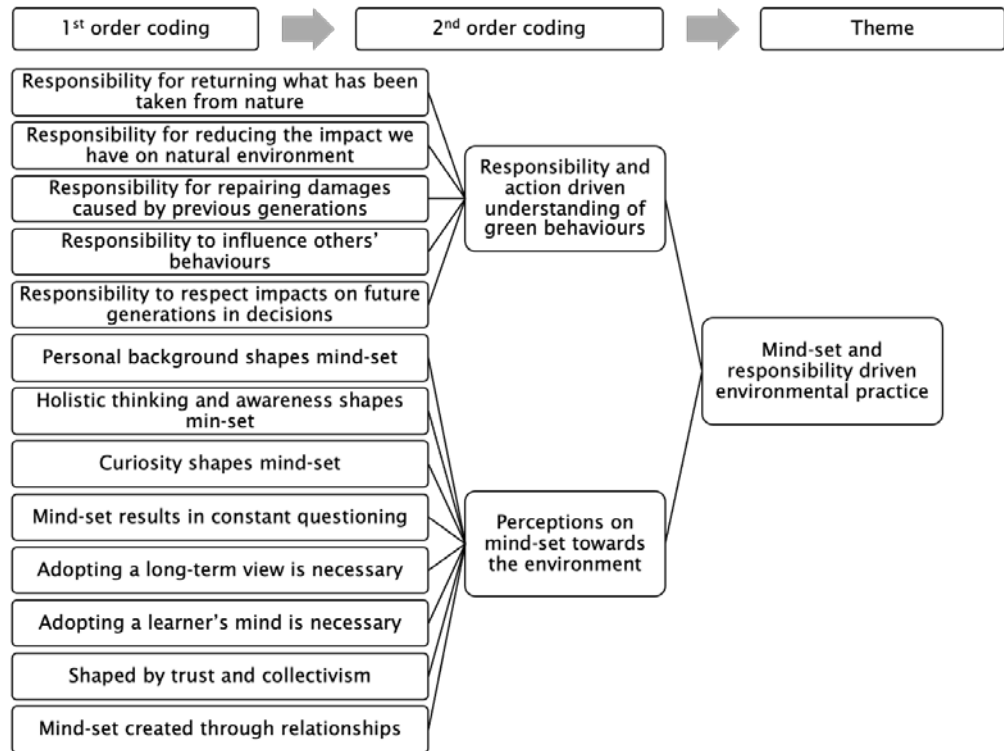 1st order coding
2nd order coding
Theme
Responsibility for returning what has been
taken from nature
Responsibility for reducing the impact we
have on natural environment
Responsibility for repairing damages
caused by previous generations
Responsibility to influence others’
behaviours
Responsibility to respect impacts on future
generations in decisions
Personal background shapes mind-set
Holistic thinking and awareness shapes
min-set
Curiosity shapes mind-set
Mind-set results in constant questioning
Adopting a long-term view is necessary
Adopting a learner’s mind is necessary
Shaped by trust and collectivism
Mind-set created through relationships
Responsibility and
action driven
understanding of
green behaviours
Perceptions on
mind-set towards
the environment
Mind-set and
responsibility driven
environmental practice